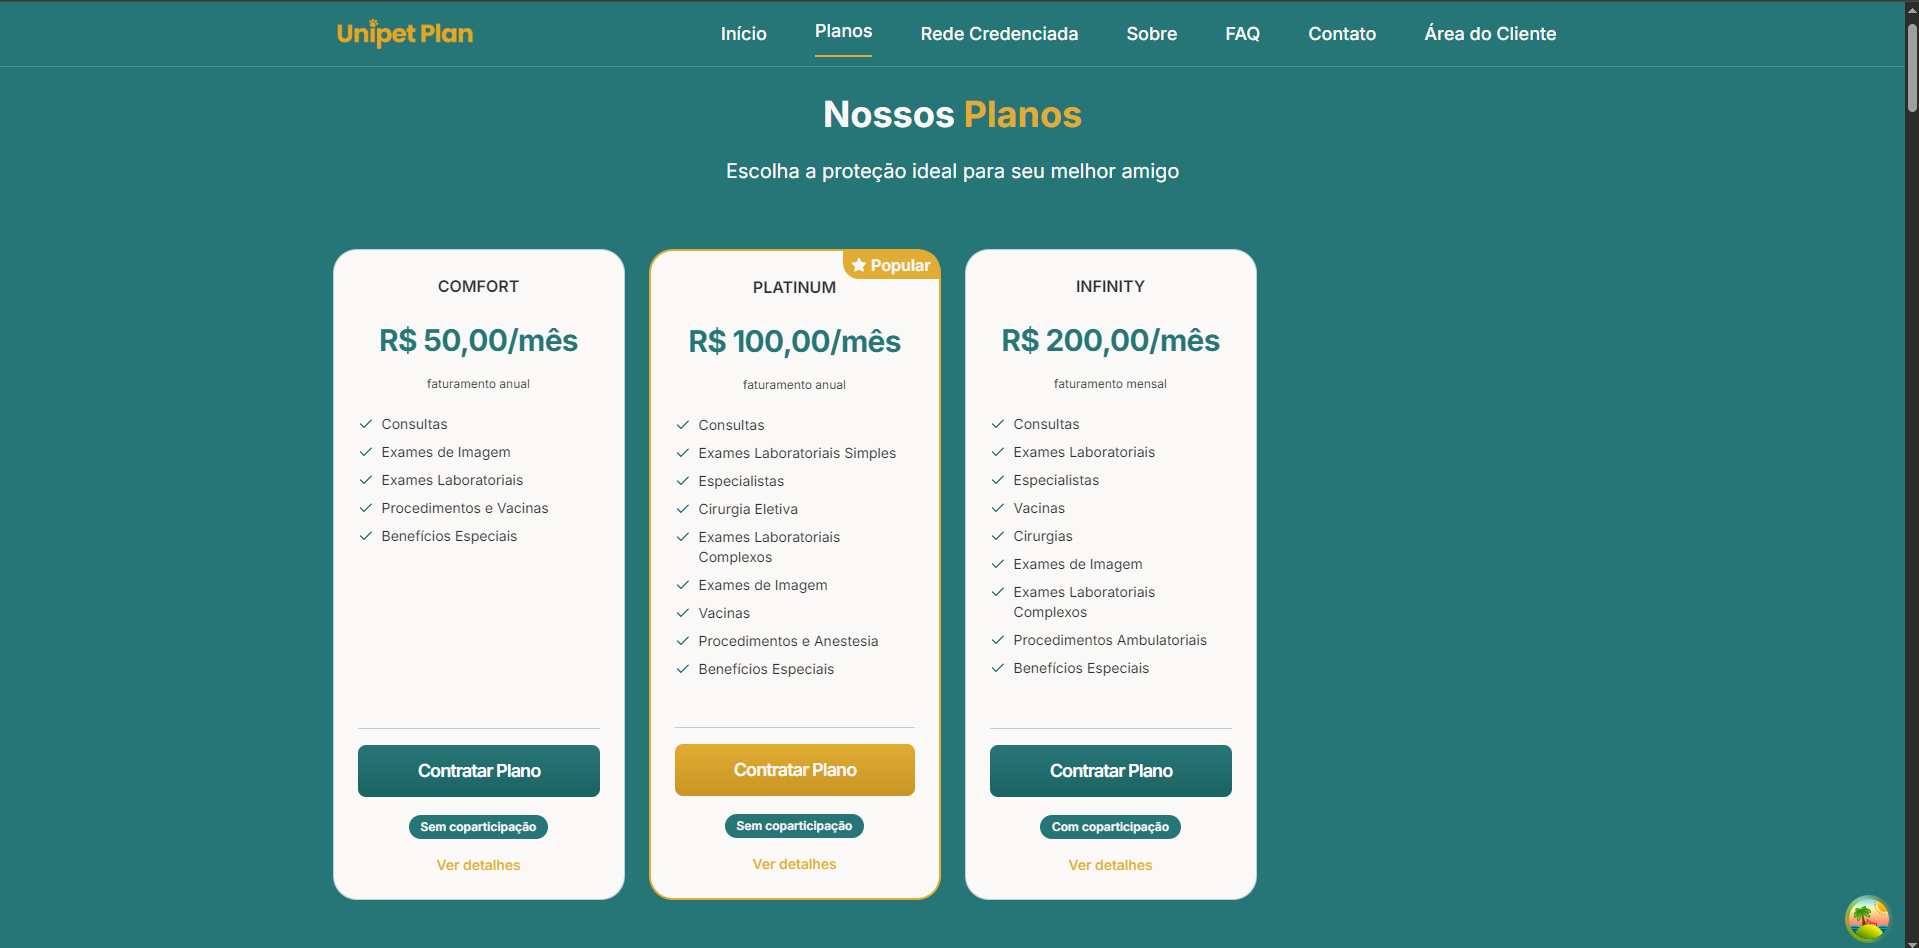 Unipet Plan
Início
Planos
Rede Credenciada
Sobre
FAQ
Contato
Área do Cliente
Nossos Planos
Escolha a proteção ideal para seu melhor amigo
COMFORT
R$ 50,00/mês
faturamento anual
Consultas
Exames de Imagem
Exames Laboratoriais
Procedimentos e Vacinas
Benefícios Especiais
Contratar Plano
Sem coparticipação
Ver detalhes
Popular
PLATINUM
R$ 100,00/mês
faturamento anual
Consultas
Exames Laboratoriais Simples
Especialistas
Cirurgia Eletiva
Exames Laboratoriais
Complexos
Exames de Imagem
Vacinas
Procedimentos e Anestesia
Benefícios Especiais
Contratar Plano
Sem coparticipação
Ver detalhes
INFINITY
R$ 200,00/mês
faturamento mensal
Consultas
Exames Laboratoriais
Especialistas
Vacinas
Cirurgias
Exames de Imagem
Exames Laboratoriais
Complexos
Procedimentos Ambulatoriais
Benefícios Especiais
Contratar Plano
Com coparticipação
Ver detalhes